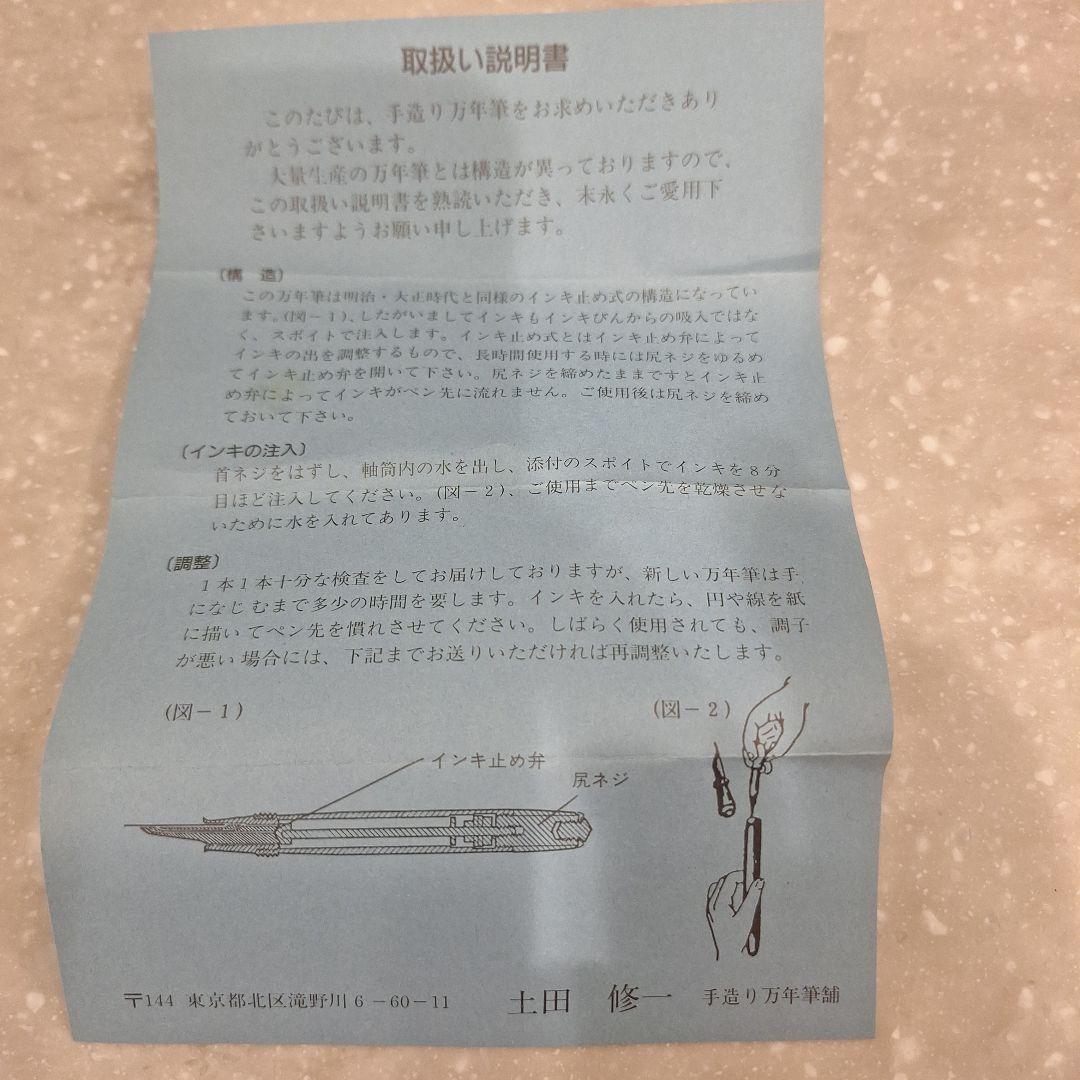 取扱い説明書
このたびは、手造り万年筆をお求めいただきあり
がとうございます。
大量生産の万年筆とは構造が異っておりますので、
この取扱い説明書を熟読いただき、末永くご愛用下
さいますようお願い申し上げます。
〔構　造〕
この万年筆は明治・大正時代と同様のインキ止め式の構造になってい
ます。(図－1)、したがいましてインキもインキびんからの吸入ではな
く、スポイトで注入します。インキ止め式とはインキ止め弁によって
インキの出を調整するもので、長時間使用する時には尻ネジをゆるめ
てインキ止め弁を開いて下さい。尻ネジを締めたままですとインキ止
め弁によってインキがペン先に流れません。ご使用後は尻ネジを締め
ておいて下さい。
〔インキの注入〕
首ネジをはずし、軸筒内の水を出し、添付のスポイトでインキを8分
目ほど注入してください。(図－2)、ご使用までペン先を乾燥させな
いために水を入れてあります。
〔調整〕
1本1本十分な検査をしてお届けしておりますが、新しい万年筆は手
になじむまで多少の時間を要します。インキを入れたら、円や線を紙
に描いてペン先を慣れさせてください。しばらく使用されても、調子
が悪い場合には、下記までお送りいただければ再調整いたします。
(図－1)
(図－2)
インキ止め弁
尻ネジ
〒144 東京都北区滝野川6－60－11　土田　修一　手造り万年筆舗